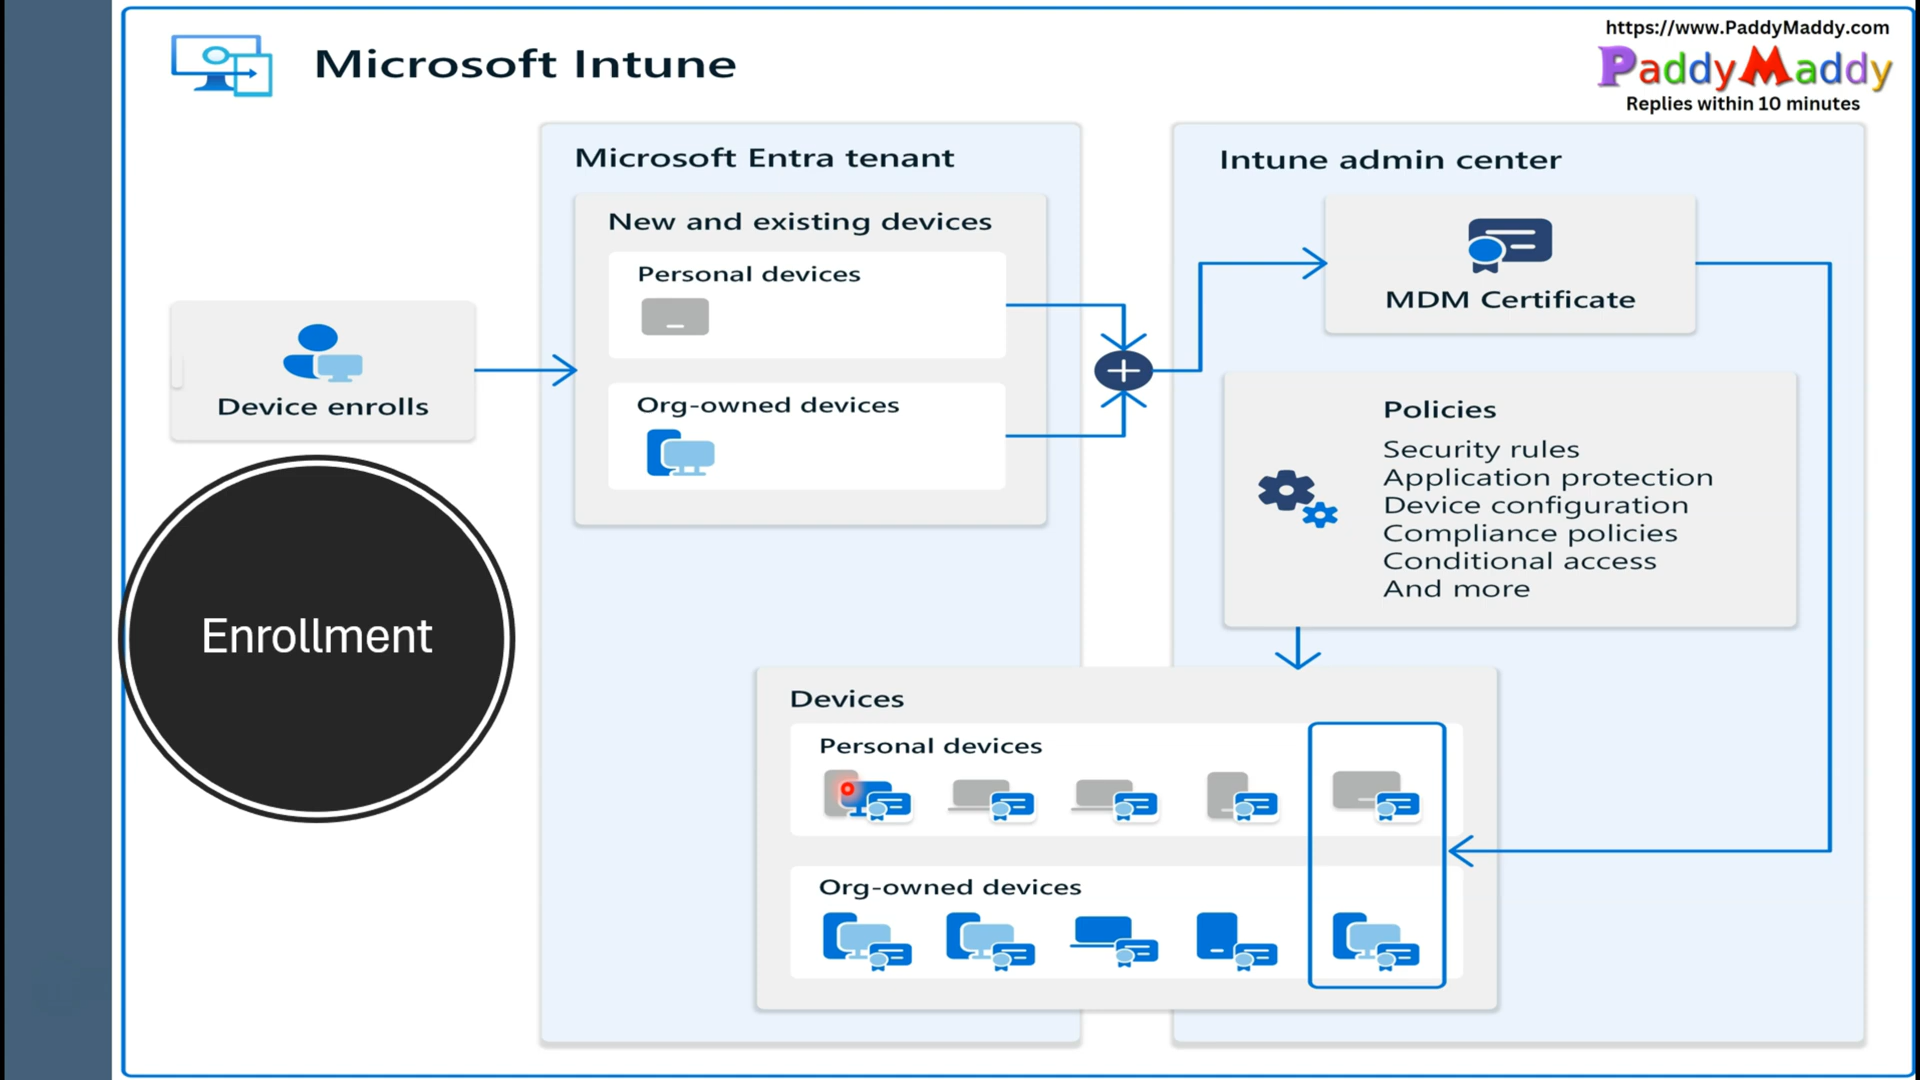 https://www.PaddyMaddy.com
PaddyMaddy
Replies within 10 minutes
Microsoft Intune
Microsoft Entra tenant
New and existing devices
Personal devices
Org-owned devices
Device enrolls
Enrollment
Intune admin center
MDM Certificate
Policies
Security rules
Application protection
Device configuration
Compliance policies
Conditional access
And more
Devices
Personal devices
Org-owned devices